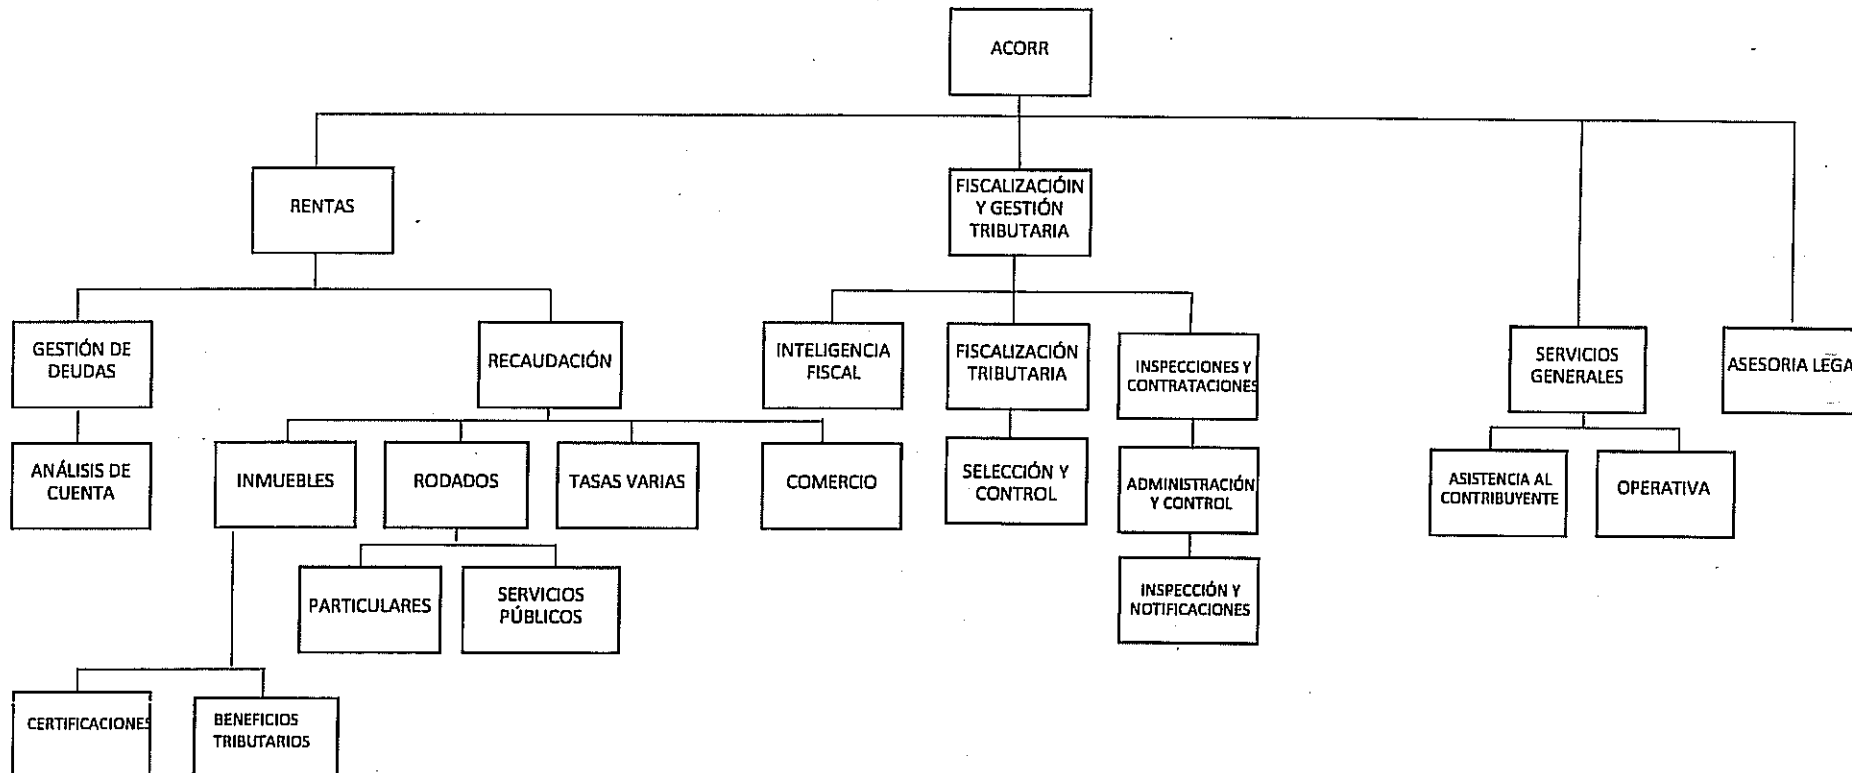 ACORR
RENTAS
FISCALIZACIÓIN
Y GESTIÓN
TRIBUTARIA
GESTIÓN DE
DEUDAS
RECAUDACIÓN
INTELIGENCIA
FISCAL
FISCALIZACIÓN
TRIBUTARIA
INSPECCIONES Y
CONTRATACIONES
SERVICIOS
GENERALES
ASESORIA LEGA
ANÁLISIS DE
CUENTA
INMUEBLES
RODADOS
TASAS VARIAS
COMERCIO
SELECCIÓN Y
CONTROL
ADMINISTRACIÓN
Y CONTROL
ASISTENCIA AL
CONTRIBUYENTE
OPERATIVA
PARTICULARES
SERVICIOS
PÚBLICOS
INSPECCIÓN Y
NOTIFICACIONES
CERTIFICACIONES
BENEFICIOS
TRIBUTARIOS